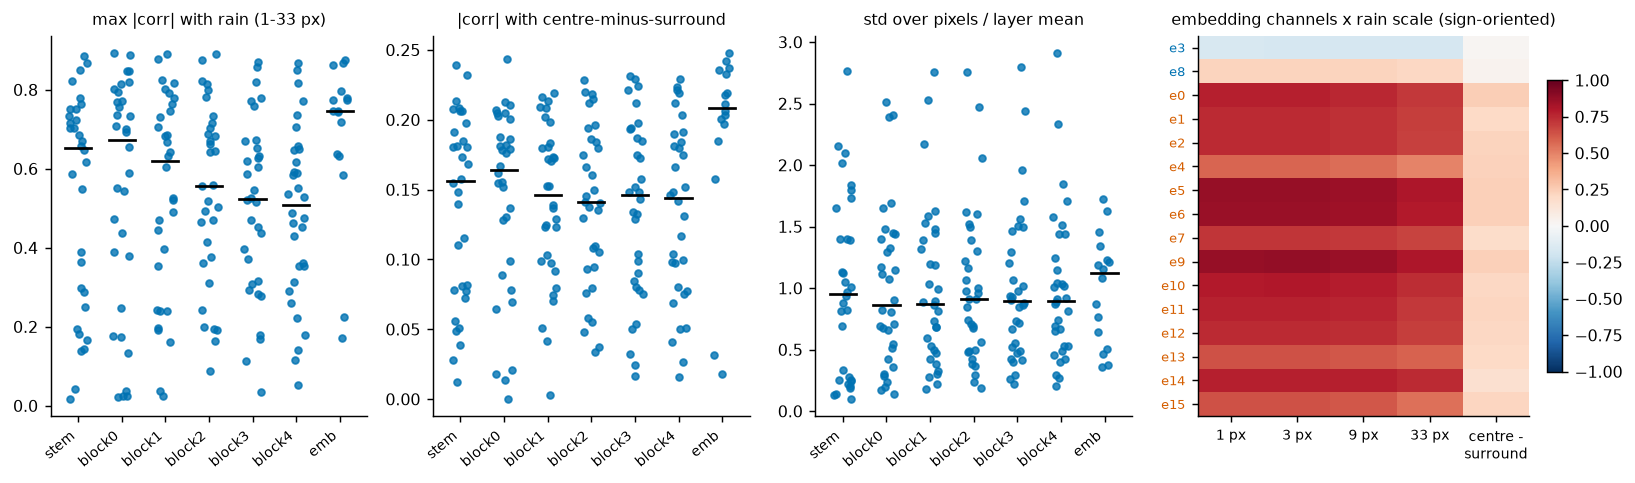 max |corr| with rain (1-33 px)
0.8
0.6
0.4
0.2
0.0
stem
block0
block1
block2
block3
block4
emb
|corr| with centre-minus-surround
0.25
0.20
0.15
0.10
0.05
0.00
stem
block0
block1
block2
block3
block4
emb
std over pixels / layer mean
3.0
2.5
2.0
1.5
1.0
0.5
0.0
stem
block0
block1
block2
block3
block4
emb
embedding channels x rain scale (sign-oriented)
e3
e8
e0
e1
e2
e4
e5
e6
e7
e9
e10
e11
e12
e13
e14
e15
1 px
3 px
9 px
33 px
centre -
surround
1.00
0.75
0.50
0.25
0.00
−0.25
−0.50
−0.75
−1.00